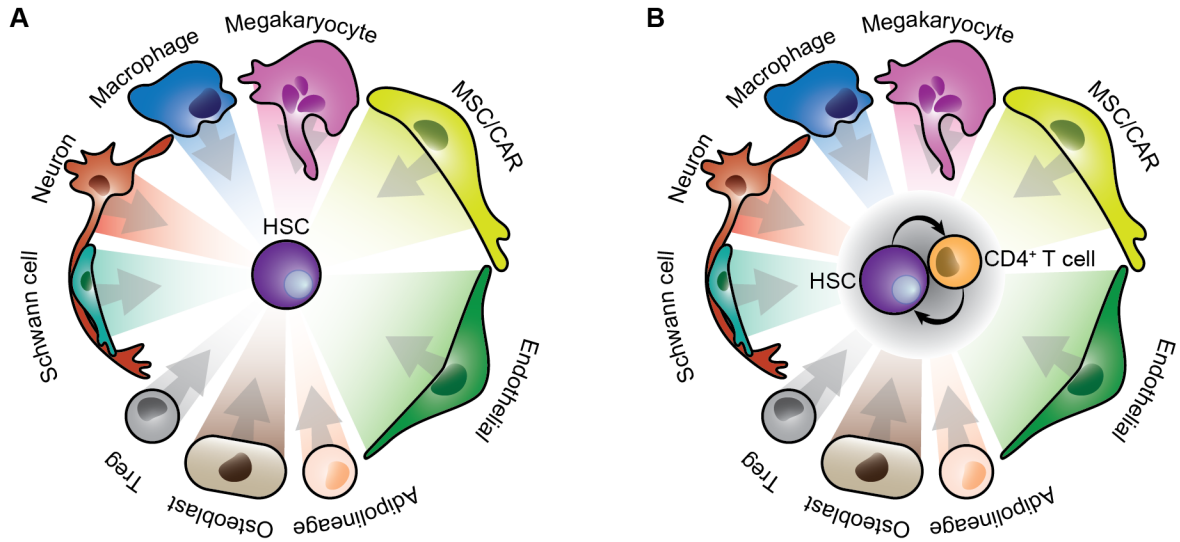 A
Megakaryocyte
Macrophage
MSC/CAR
Neuron
HSC
Schwann cell
Endothelial
Treg
Osteoblast
Adipolineage
B
Megakaryocyte
Macrophage
MSC/CAR
Neuron
CD4⁺ T cell
HSC
Schwann cell
Endothelial
Treg
Osteoblast
Adipolineage